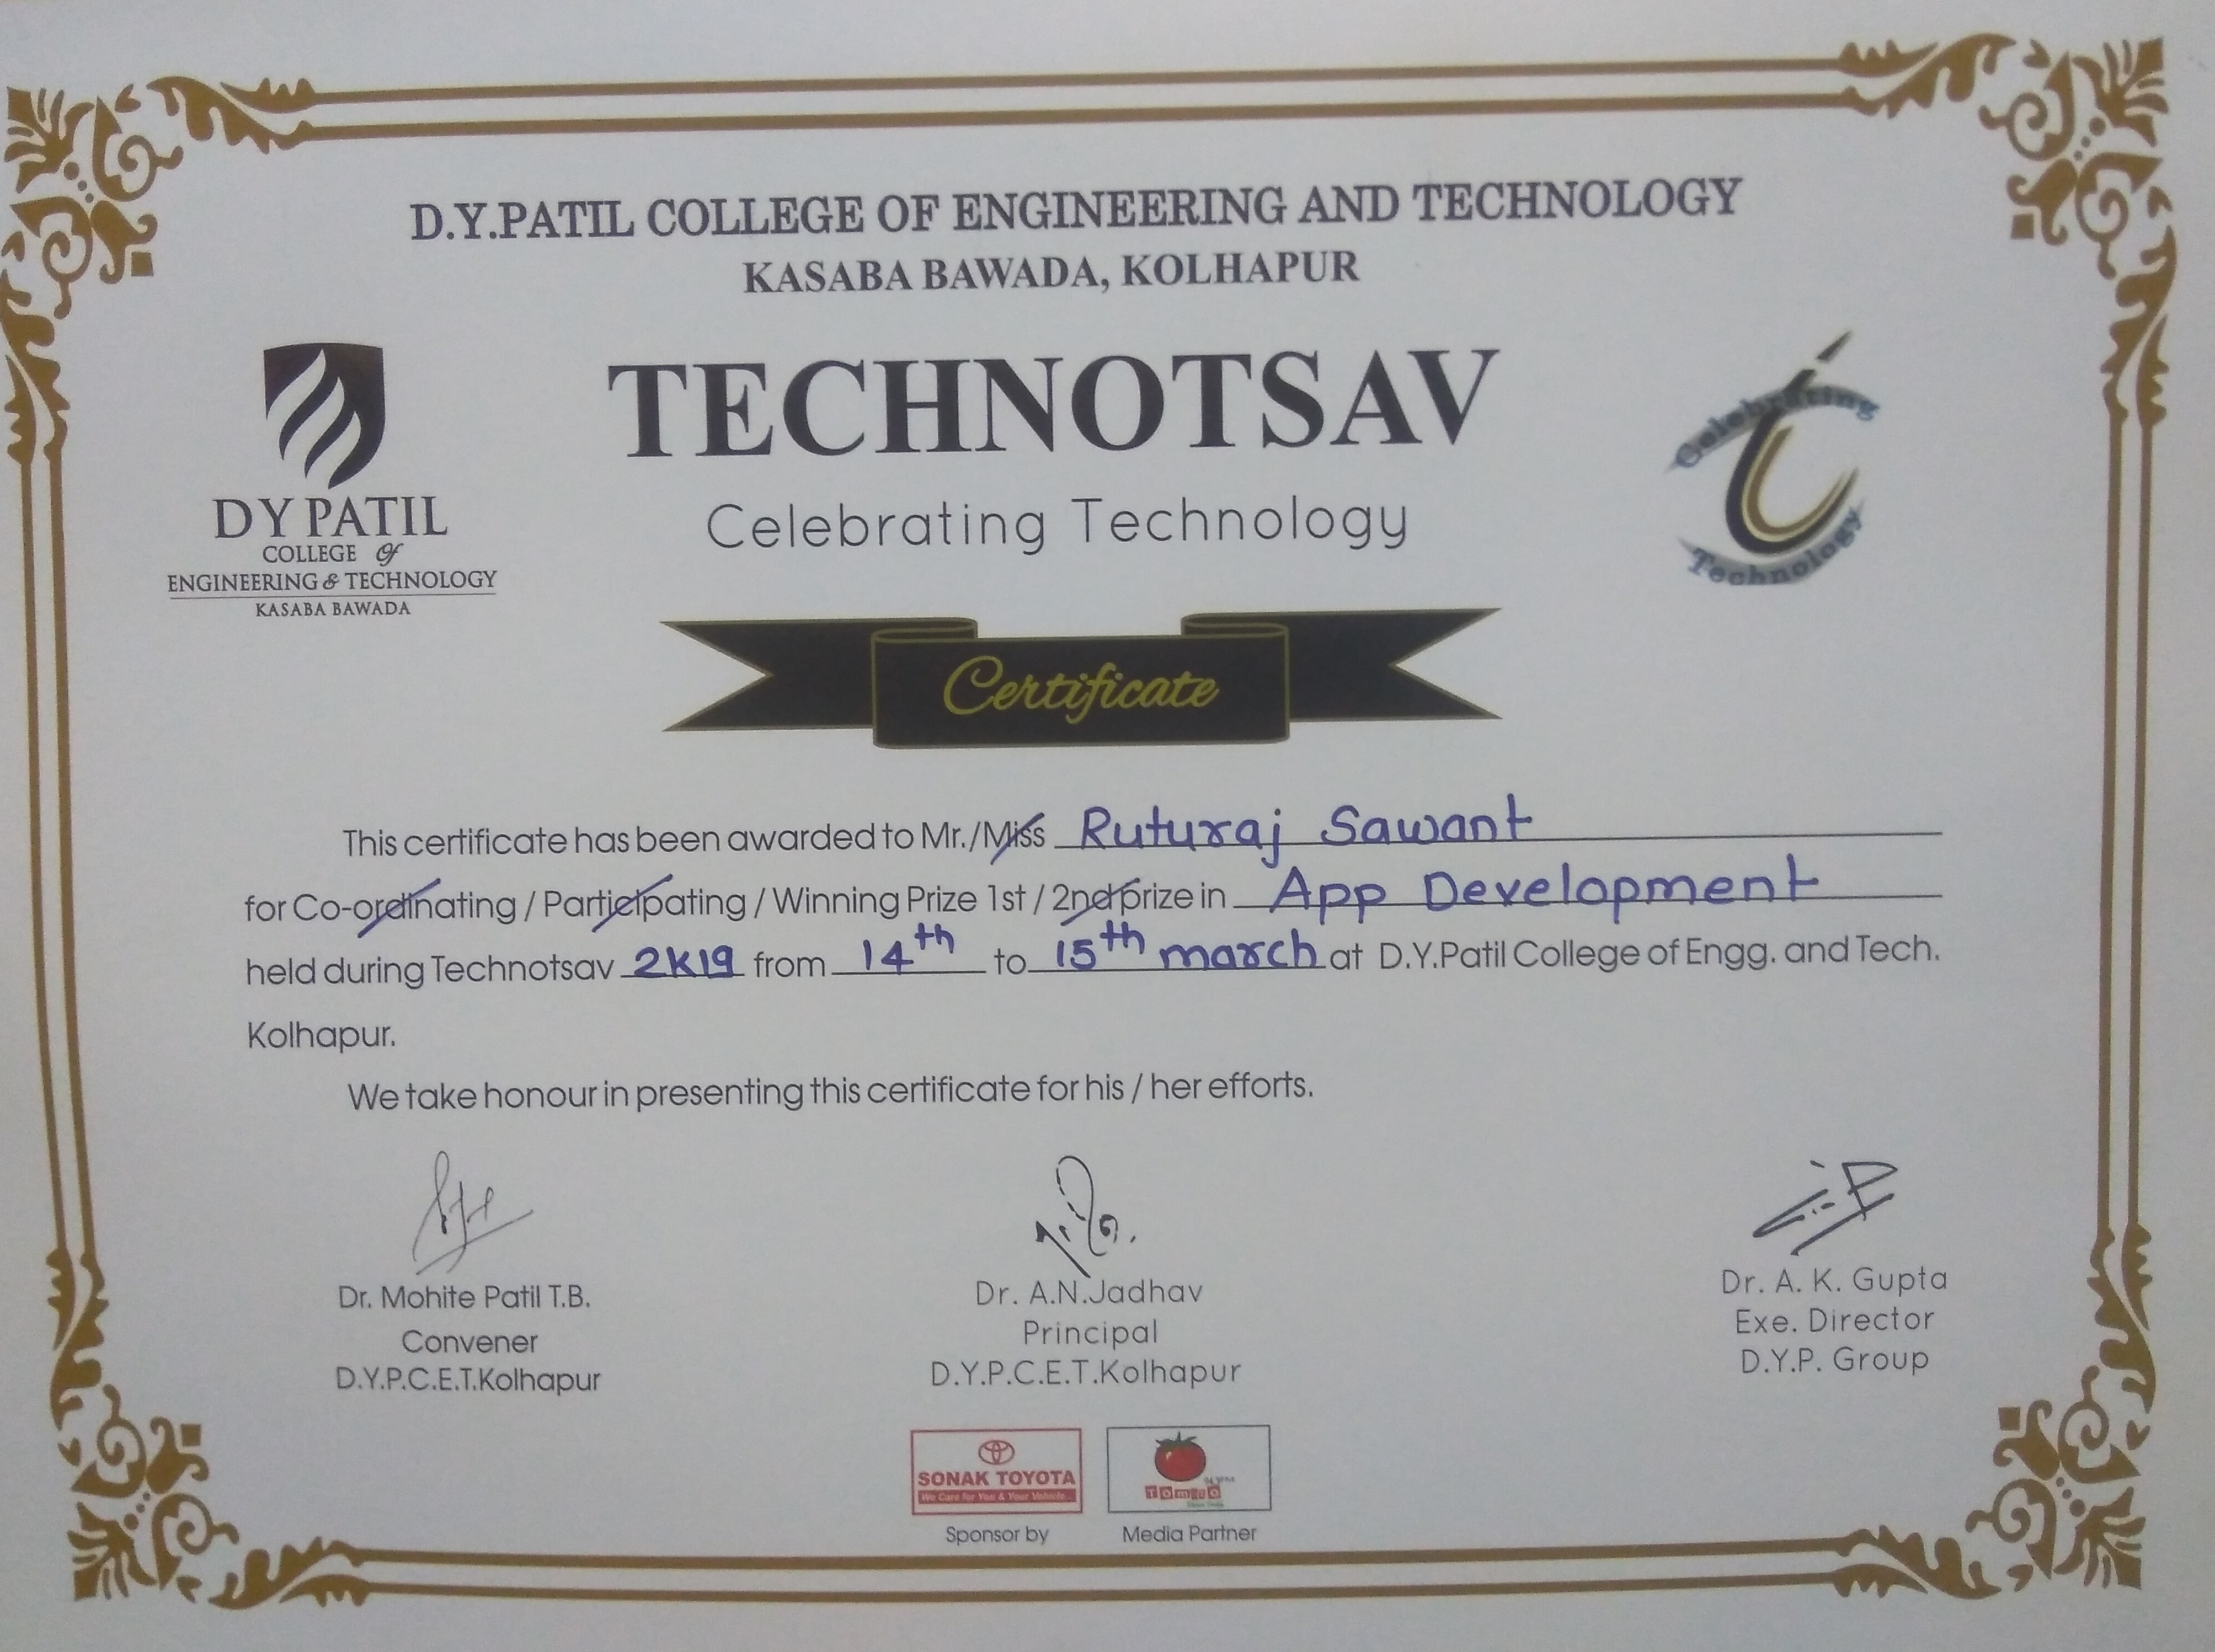 D.Y.PATIL COLLEGE OF ENGINEERING AND TECHNOLOGY
KASABA BAWADA, KOLHAPUR
TECHNOTSAV
Celebrating Technology
DY PATIL
COLLEGE Of
ENGINEERING & TECHNOLOGY
KASABA BAWADA
Celebrating
Technology
Certificate
This certificate has been awarded to Mr./Miss Ruturaj Sawant
for Co-ordinating / Participating / Winning Prize 1st / 2nd prize in App Development
held during Technotsav 2K19 from 14th to 15th march at D.Y.Patil College of Engg. and Tech.
Kolhapur.
We take honour in presenting this certificate for his / her efforts.
Dr. Mohite Patil T.B.
Convener
D.Y.P.C.E.T.Kolhapur
Dr. A.N.Jadhav
Principal
D.Y.P.C.E.T.Kolhapur
Dr. A. K. Gupta
Exe. Director
D.Y.P. Group
SONAK TOYOTA
We Care for You & Your Vehicle...
Sponsor by
Media Partner